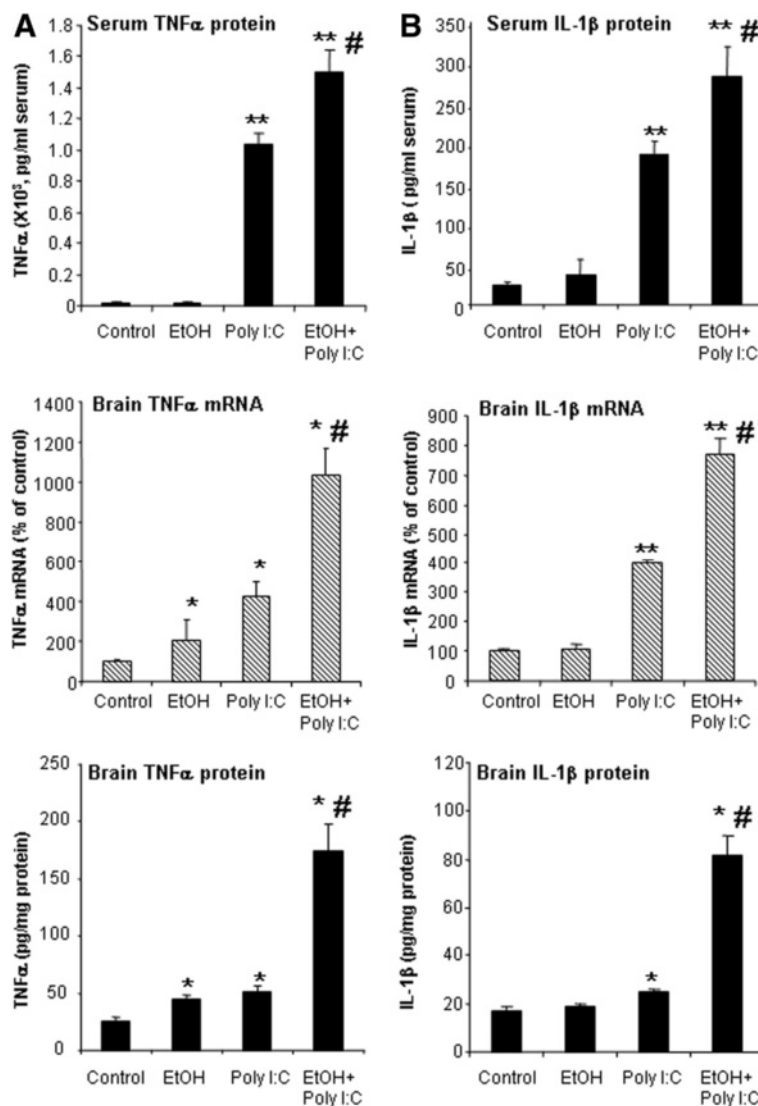 A
Serum TNFα protein
TNFα (X10³, pg/ml serum)
1.8
1.6
1.4
1.2
1.0
0.8
0.6
0.4
0.2
0
**
** #
Control EtOH Poly I:C EtOH+
Poly I:C
B
Serum IL-1β protein
IL-1β ( pg/ml serum)
350
300
250
200
150
100
50
0
**
** #
Control EtOH Poly I:C EtOH+
Poly I:C
Brain TNFα mRNA
TNFα mRNA (% of control)
1400
1200
1000
800
600
400
200
0
*
*
* #
Control EtOH Poly I:C EtOH+
Poly I:C
Brain IL-1β mRNA
IL-1β mRNA (% of control)
900
800
700
600
500
400
300
200
100
0
**
** #
Control EtOH Poly I:C EtOH+
Poly I:C
Brain TNFα protein
TNFα (pg/mg protein)
250
200
150
100
50
0
*
*
* #
Control EtOH Poly I:C EtOH+
Poly I:C
Brain IL-1β protein
IL-1β (pg/mg protein)
120
100
80
60
40
20
0
*
* #
Control EtOH Poly I:C EtOH+
Poly I:C